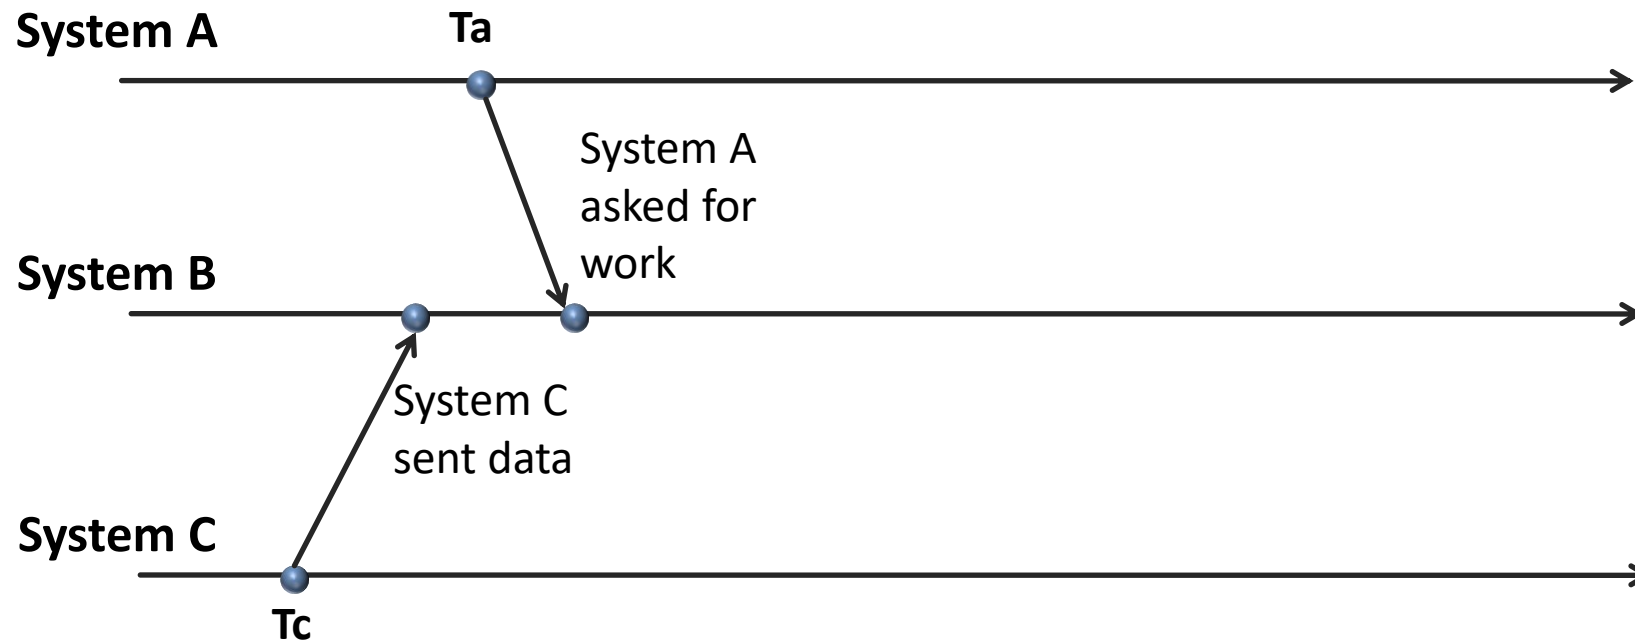 System A
Ta
System A
asked for
work
System B
System C
sent data
System C
Tc